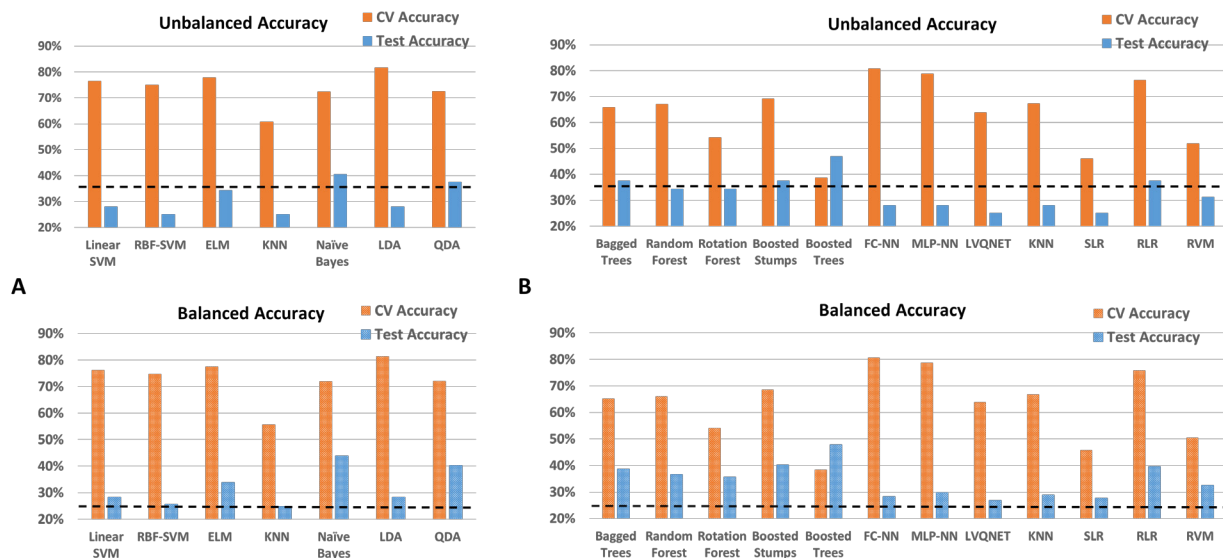 Unbalanced Accuracy
CV Accuracy
Test Accuracy
90%
80%
70%
60%
50%
40%
30%
20%
Linear SVM
RBF-SVM
ELM
KNN
Naïve Bayes
LDA
QDA
A
Balanced Accuracy
CV Accuracy
Test Accuracy
90%
80%
70%
60%
50%
40%
30%
20%
Linear SVM
RBF-SVM
ELM
KNN
Naïve Bayes
LDA
QDA
Unbalanced Accuracy
CV Accuracy
Test Accuracy
90%
80%
70%
60%
50%
40%
30%
20%
Bagged Trees
Random Forest
Rotation Forest
Boosted Stumps
Boosted Trees
FC-NN
MLP-NN
LVQNET
KNN
SLR
RLR
RVM
B
Balanced Accuracy
CV Accuracy
Test Accuracy
90%
80%
70%
60%
50%
40%
30%
20%
Bagged Trees
Random Forest
Rotation Forest
Boosted Stumps
Boosted Trees
FC-NN
MLP-NN
LVQNET
KNN
SLR
RLR
RVM